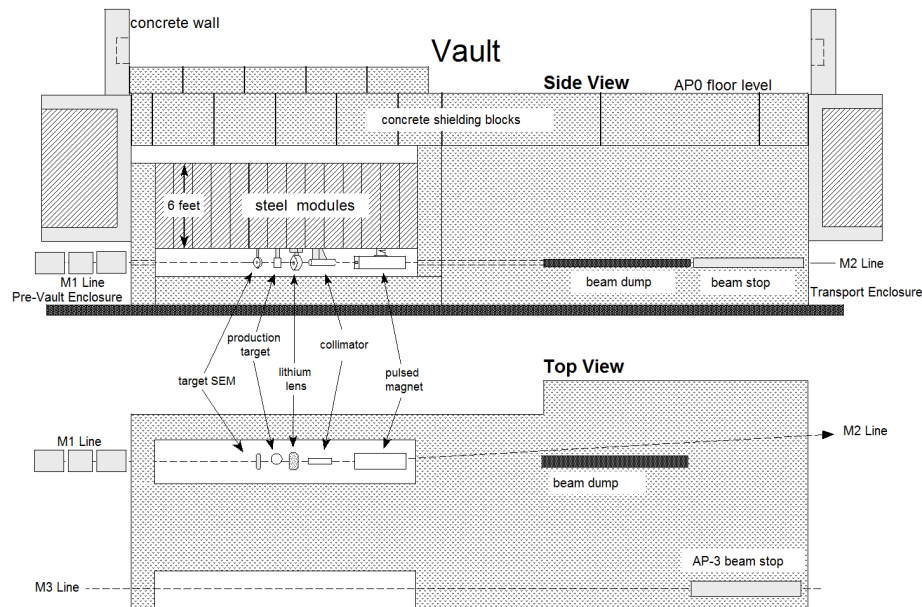 concrete wall
Vault
Side View
AP0 floor level
concrete shielding blocks
6 feet
steel modules
M1 Line
Pre-Vault Enclosure
beam dump
beam stop
M2 Line
Transport Enclosure
production
target
collimator
target SEM
lithium
lens
pulsed
magnet
Top View
M1 Line
M2 Line
beam dump
AP-3 beam stop
M3 Line